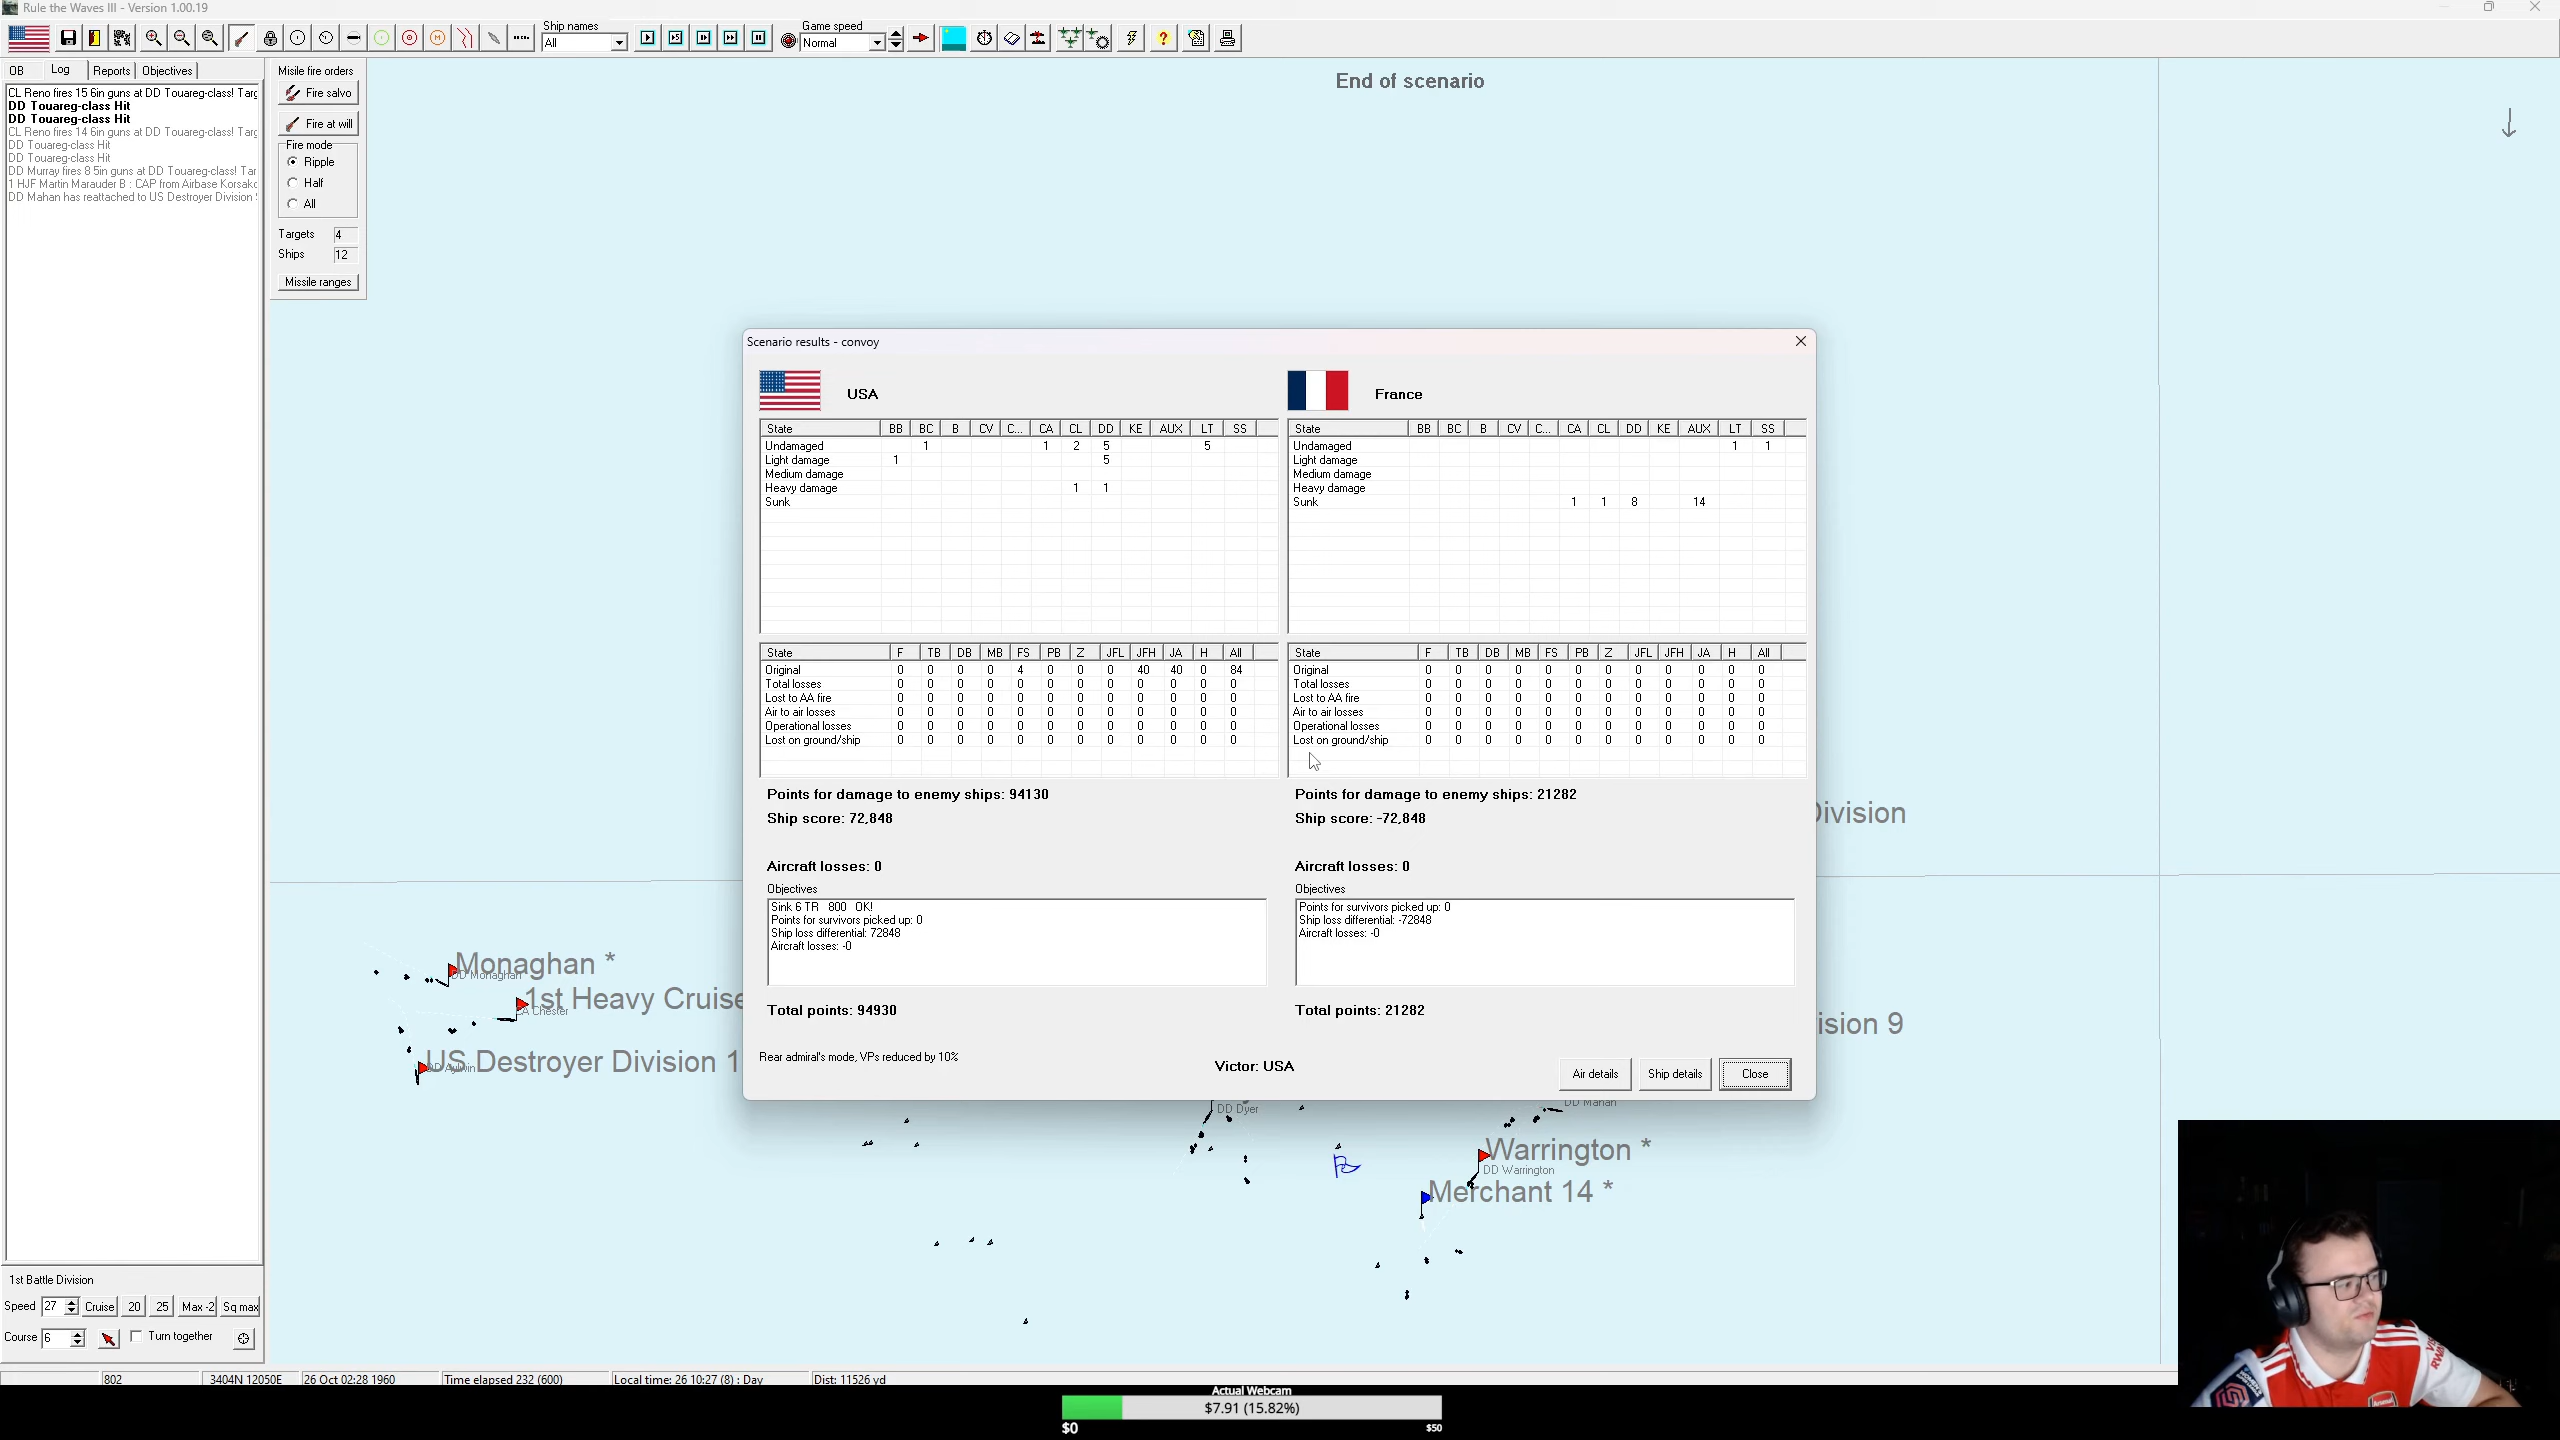 Rule the Waves III - Version 1.00.19
Ship names
All
Game speed
Normal
OB Log Reports Objectives
CL Reno fires 15 6in guns at DD Touareg-class! Targ
DD Touareg-class Hit
DD Touareg-class Hit
CL Reno fires 14 6in guns at DD Touareg-class! Targ
DD Touareg-class Hit
DD Touareg-class Hit
DD Murray fires 8 5in guns at DD Touareg-class! Tar
1 HJF Martin Marauder B : CAP from Airbase Korsakc
DD Mahan has reattached to US Destroyer Division
Misile fire orders
Fire salvo
Fire at will
Fire mode
Ripple
Half
All
Targets 4
Ships 12
Missile ranges
End of scenario
Scenario results - convoy
USA
State BB BC B CV C... CA CL DD KE AUX LT SS
Undamaged 1 1 2 5 5
Light damage 1 5
Medium damage
Heavy damage 1 1
Sunk
State F TB DB MB FS PB Z JFL JFH JA H All
Original 0 0 0 0 4 0 0 0 40 40 0 84
Total losses 0 0 0 0 0 0 0 0 0 0 0 0
Lost to AA fire 0 0 0 0 0 0 0 0 0 0 0 0
Air to air losses 0 0 0 0 0 0 0 0 0 0 0 0
Operational losses 0 0 0 0 0 0 0 0 0 0 0 0
Lost on ground/ship 0 0 0 0 0 0 0 0 0 0 0 0
Points for damage to enemy ships: 94130
Ship score: 72,848
Aircraft losses: 0
Objectives
Sink 6 TR 800 OK!
Points for survivors picked up: 0
Ship loss differential: 72848
Aircraft losses: -0
Total points: 94930
Rear admiral's mode, VPs reduced by 10%
France
State BB BC B CV C... CA CL DD KE AUX LT SS
Undamaged 1 1
Light damage
Medium damage
Heavy damage
Sunk 1 1 8 14
State F TB DB MB FS PB Z JFL JFH JA H All
Original 0 0 0 0 0 0 0 0 0 0 0 0
Total losses 0 0 0 0 0 0 0 0 0 0 0 0
Lost to AA fire 0 0 0 0 0 0 0 0 0 0 0 0
Air to air losses 0 0 0 0 0 0 0 0 0 0 0 0
Operational losses 0 0 0 0 0 0 0 0 0 0 0 0
Lost on ground/ship 0 0 0 0 0 0 0 0 0 0 0 0
Points for damage to enemy ships: 21282
Ship score: -72,848
Aircraft losses: 0
Objectives
Points for survivors picked up: 0
Ship loss differential: -72848
Aircraft losses: -0
Total points: 21282
Victor: USA
Air details Ship details Close
Division
ision 9
Monaghan *
DD Monaghan
1st Heavy Cruise
CA Chester
US Destroyer Division 1
DD Aylwin
DD Dyer
DD Mahan
Warrington *
DD Warrington
Merchant 14 *
1st Battle Division
Speed 27 Cruise 20 25 Max -2 Sq max
Course 6 Turn together
802 3404N 12050E 26 Oct 02:28 1960 Time elapsed 232 (600) Local time: 26 10:27 (8) : Day Dist: 11526 yd
Actual Webcam
$7.91 (15.82%)
$0 $50